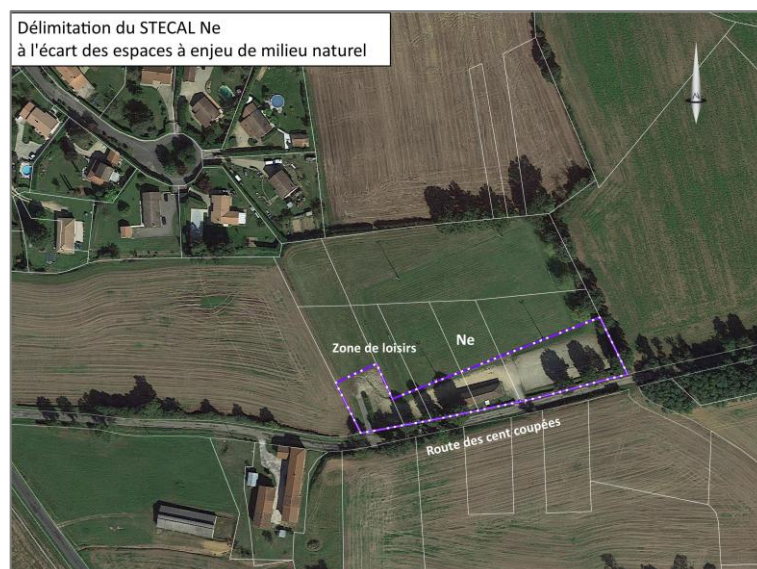 Délimitation du STECAL Ne
à l'écart des espaces à enjeu de milieu naturel
Ne
Zone de loisirs
Route des cent coupées